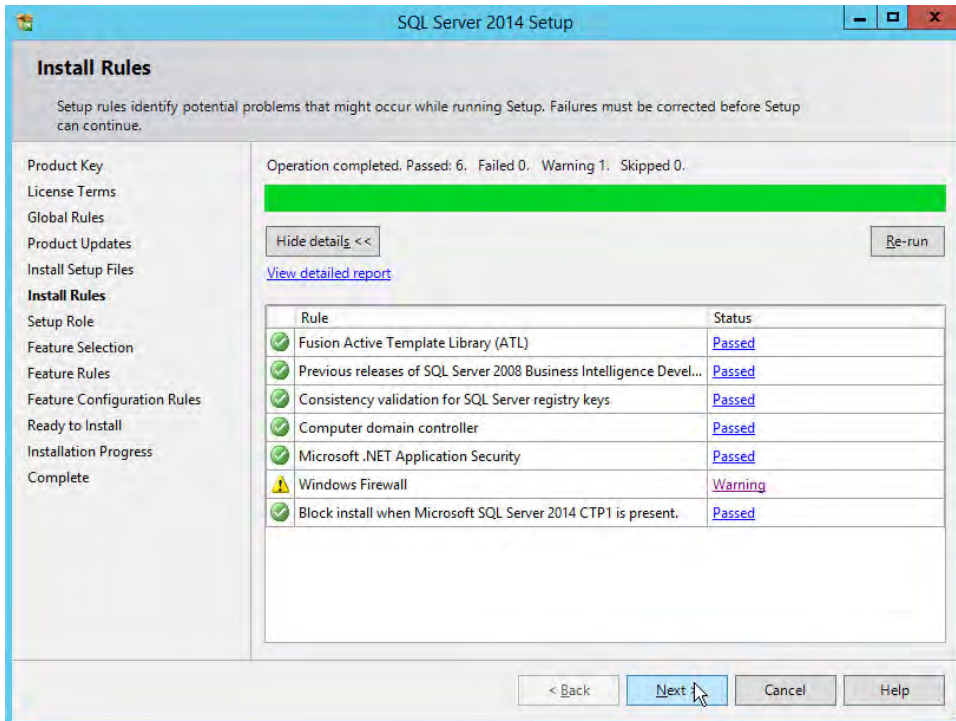 SQL Server 2014 Setup
Install Rules
Setup rules identify potential problems that might occur while running Setup. Failures must be corrected before Setup
can continue.
Product Key
License Terms
Global Rules
Product Updates
Install Setup Files
Install Rules
Setup Role
Feature Selection
Feature Rules
Feature Configuration Rules
Ready to Install
Installation Progress
Complete
Operation completed. Passed: 6. Failed 0. Warning 1. Skipped 0.
Hide details <<
Re-run
View detailed report
Rule Status
Fusion Active Template Library (ATL) Passed
Previous releases of SQL Server 2008 Business Intelligence Devel... Passed
Consistency validation for SQL Server registry keys Passed
Computer domain controller Passed
Microsoft .NET Application Security Passed
Windows Firewall Warning
Block install when Microsoft SQL Server 2014 CTP1 is present. Passed
< Back Next > Cancel Help